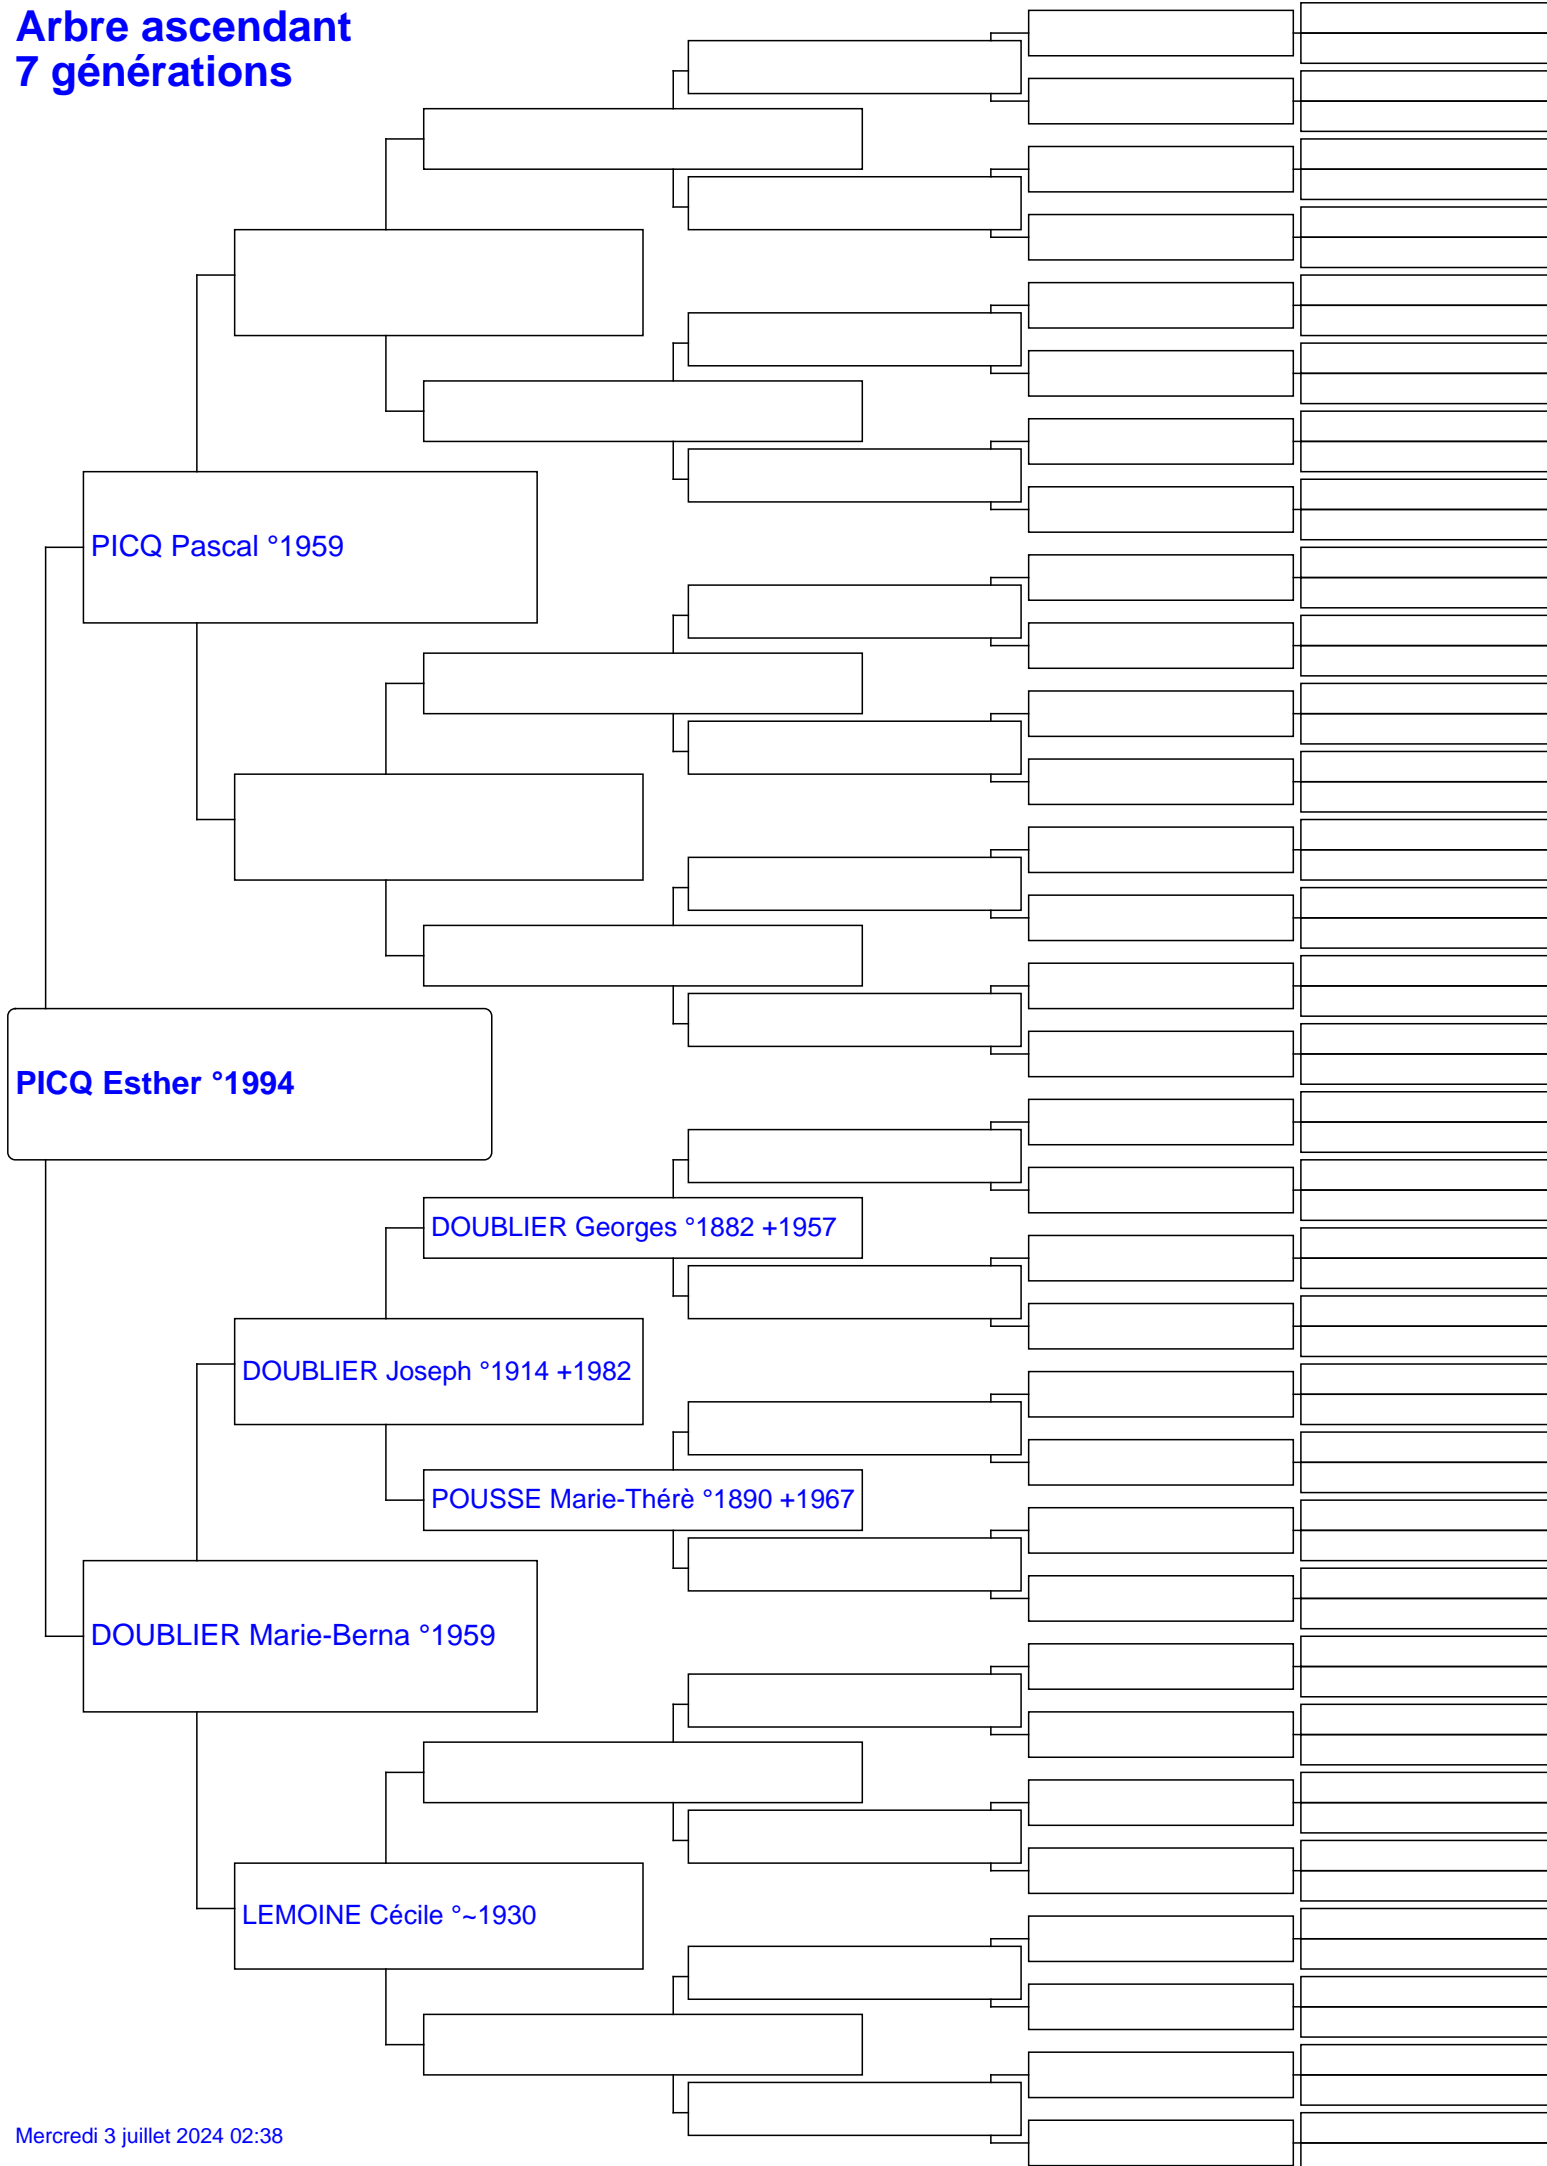 Arbre ascendant
7 générations
PICQ Pascal °1959
PICQ Esther °1994
DOUBLIER Georges °1882 +1957
DOUBLIER Joseph °1914 +1982
POUSSE Marie-Thérè °1890 +1967
DOUBLIER Marie-Berna °1959
LEMOINE Cécile °~1930
Mercredi 3 juillet 2024 02:38